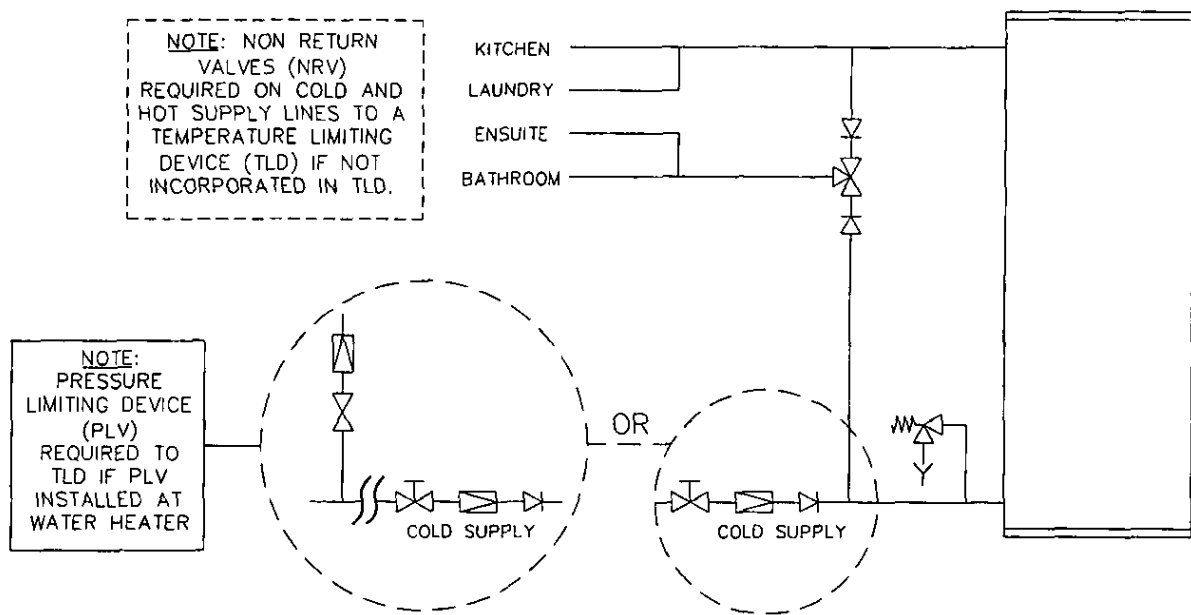 NOTE: NON RETURN
VALVES (NRV)
REQUIRED ON COLD AND
HOT SUPPLY LINES TO A
TEMPERATURE LIMITING
DEVICE (TLD) IF NOT
INCORPORATED IN TLD.
KITCHEN
LAUNDRY
ENSUITE
BATHROOM
NOTE:
PRESSURE
LIMITING DEVICE
(PLV)
REQUIRED TO
TLD IF PLV
INSTALLED AT
WATER HEATER
OR
COLD SUPPLY
COLD SUPPLY